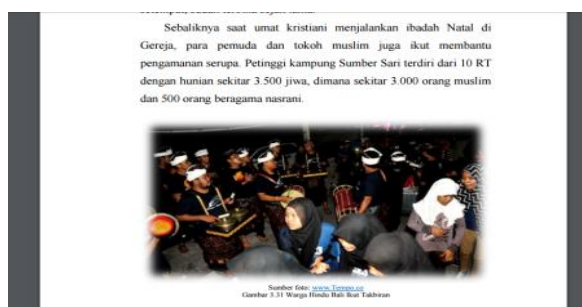 Sebaliknya saat umat kristiani menjalankan ibadah Natal di
Gereja, para pemuda dan tokoh muslim juga ikut membantu
pengamanan serupa. Petinggi kampung Sumber Sari terdiri dari 10 RT
dengan hunian sekitar 3.500 jiwa, dimana sekitar 3.000 orang muslim
dan 500 orang beragama nasrani.
Sumber foto: www.Tempo.co
Gambar 3.31 Warga Hindu Bali Ikut Takbiran